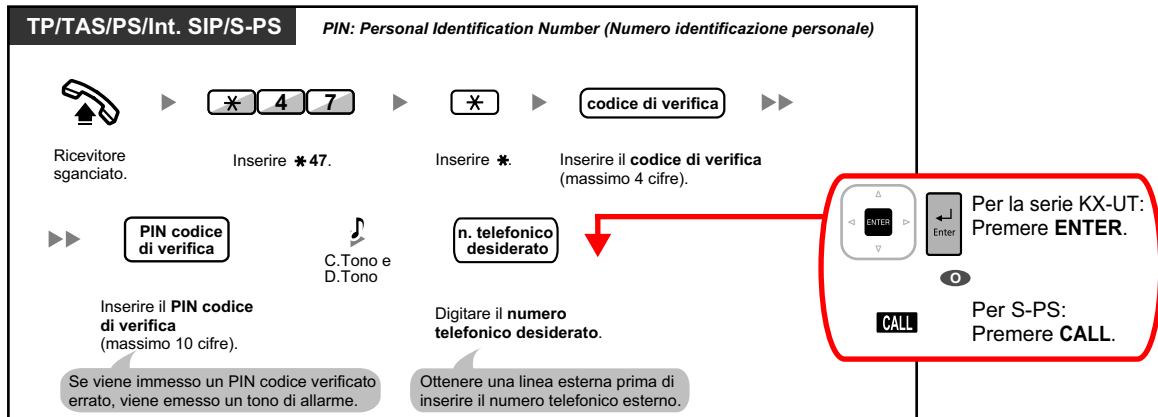 TP/TAS/PS/Int. SIP/S-PS
PIN: Personal Identification Number (Numero identificazione personale)
* 4 7
*
codice di verifica
Ricevitore
sganciato.
Inserire *47.
Inserire *.
Inserire il codice di verifica
(massimo 4 cifre).
PIN codice
di verifica
C.Tono e
D.Tono
n. telefonico
desiderato
Inserire il PIN codice
di verifica
(massimo 10 cifre).
Digitare il numero
telefonico desiderato.
Se viene immesso un PIN codice verificato
errato, viene emesso un tono di allarme.
Ottenere una linea esterna prima di
inserire il numero telefonico esterno.
ENTER
Enter
Per la serie KX-UT:
Premere ENTER.
O
CALL
Per S-PS:
Premere CALL.